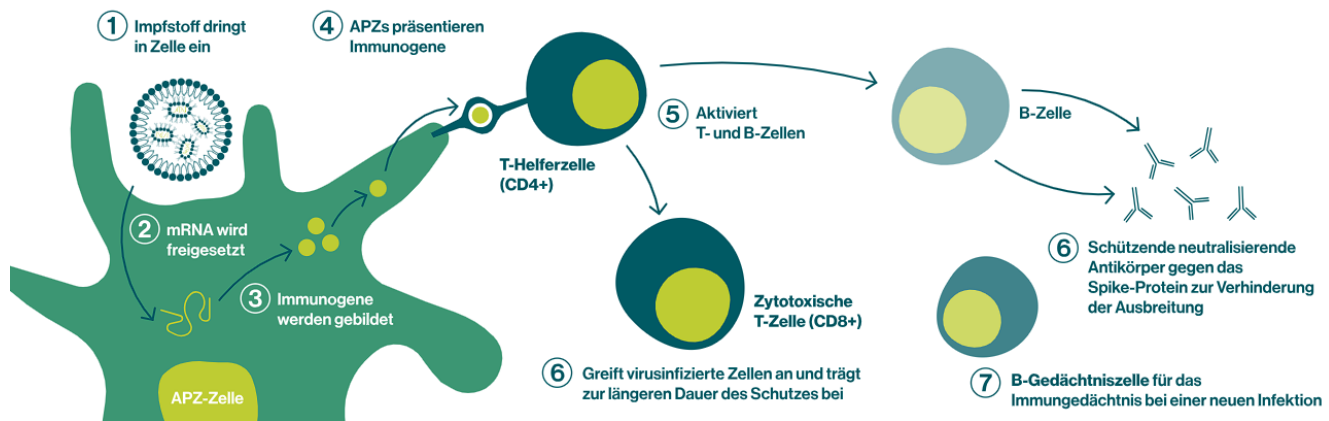 1 Impfstoff dringt
in Zelle ein
2 mRNA wird
freigesetzt
3 Immunogene
werden gebildet
APZ-Zelle
4 APZs präsentieren
Immunogene
T-Helferzelle
(CD4+)
5 Aktiviert
T- und B-Zellen
Zytotoxische
T-Zelle (CD8+)
6 Greift virusinfizierte Zellen an und trägt
zur längeren Dauer des Schutzes bei
B-Zelle
6 Schützende neutralisierende
Antikörper gegen das
Spike-Protein zur Verhinderung
der Ausbreitung
7 B-Gedächtniszelle für das
Immungedächtnis bei einer neuen Infektion